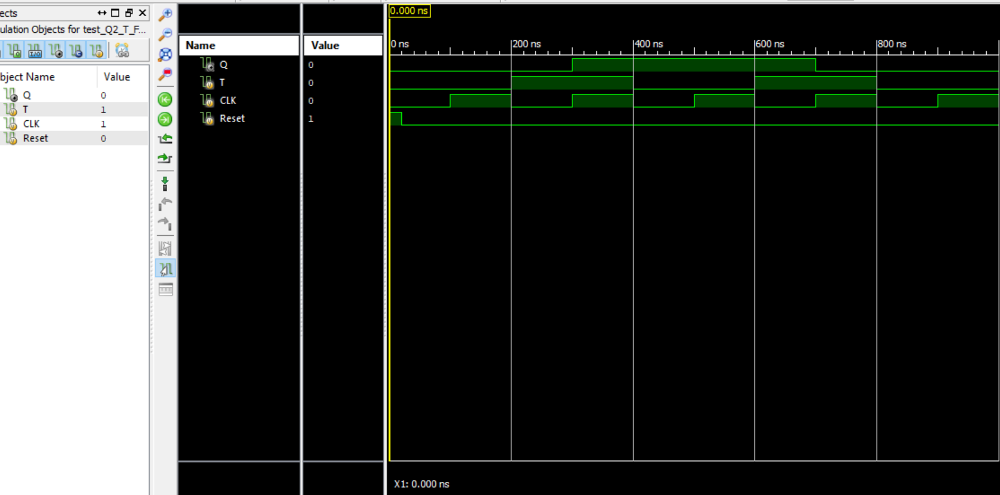 ects
ulation Objects for test_Q2_T_F...
I/O
bject Name Value
Q 0
T 1
CLK 1
Reset 0
Name Value
Q 0
T 0
CLK 0
Reset 1
0.000 ns
0 ns 200 ns 400 ns 600 ns 800 ns
X1: 0.000 ns